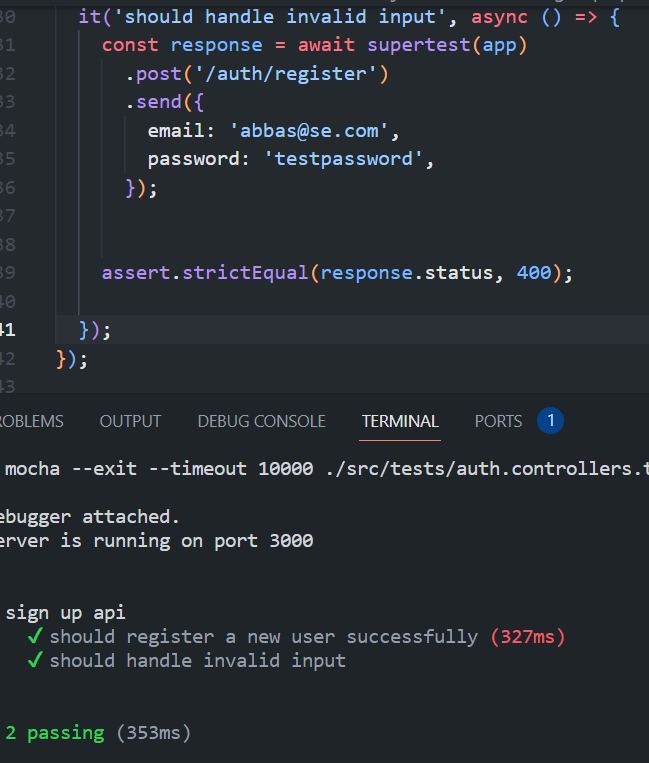 it('should handle invalid input', async () => {
31 const response = await supertest(app)
32 .post('/auth/register')
33 .send({
34 email: 'abbas@se.com',
35 password: 'testpassword',
36 });
37
38
39 assert.strictEqual(response.status, 400);
40
41 });
42 });
43
PROBLEMS OUTPUT DEBUG CONSOLE TERMINAL PORTS 1
mocha --exit --timeout 10000 ./src/tests/auth.controllers.t
ebugger attached.
erver is running on port 3000
sign up api
✓ should register a new user successfully (327ms)
✓ should handle invalid input
2 passing (353ms)